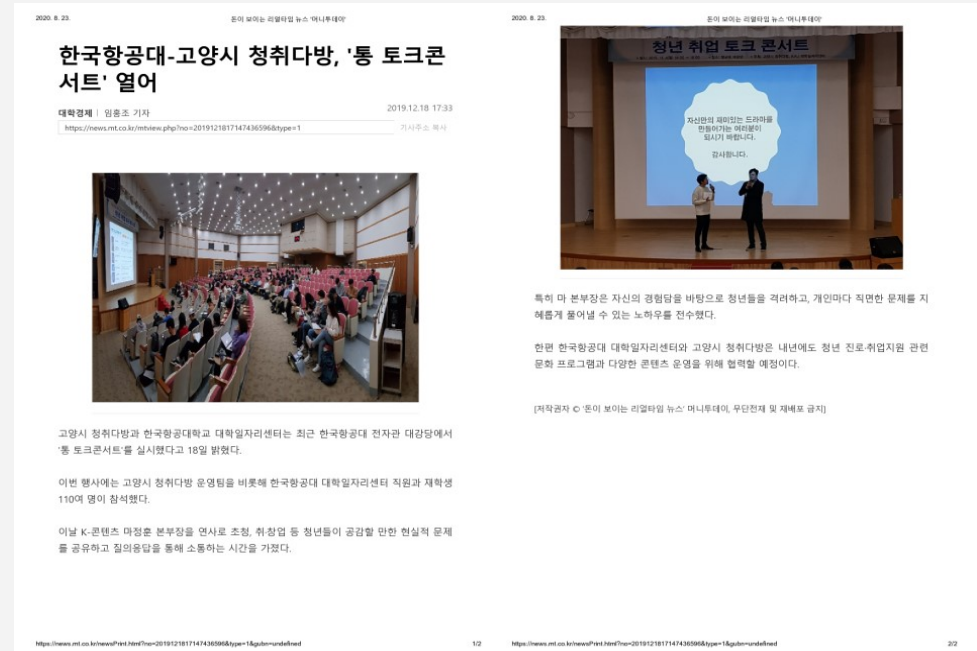 2020. 8. 23.
돈이 보이는 리얼타임 뉴스 '머니투데이'
한국항공대-고양시 청취다방, '통 토크콘
서트' 열어
대학경제 | 임홍조 기자
2019.12.18 17:33
https://news.mt.co.kr/mtview.php?no=2019121817147436596&type=1
기사주소 복사
고양시 청취다방과 한국항공대학교 대학일자리센터는 최근 한국항공대 전자관 대강당에서
'통 토크콘서트'를 실시했다고 18일 밝혔다.
이번 행사에는 고양시 청취다방 운영팀을 비롯해 한국항공대 대학일자리센터 직원과 재학생
110여 명이 참석했다.
이날 K-콘텐츠 마정훈 본부장을 연사로 초청, 취·창업 등 청년들이 공감할 만한 현실적 문제
를 공유하고 질의응답을 통해 소통하는 시간을 가졌다.
https://news.mt.co.kr/newsPrint.html?no=2019121817147436596&type=1&gubn=undefined
1/2
2020. 8. 23.
돈이 보이는 리얼타임 뉴스 '머니투데이'
청년 취업 토크 콘서트
자신만의 재미있는 드라마를
만들어가는 여러분이
되시기 바랍니다.
감사합니다.
특히 마 본부장은 자신의 경험담을 바탕으로 청년들을 격려하고, 개인마다 직면한 문제를 지
혜롭게 풀어낼 수 있는 노하우를 전수했다.
한편 한국항공대 대학일자리센터와 고양시 청취다방은 내년에도 청년 진로·취업지원 관련
문화 프로그램과 다양한 콘텐츠 운영을 위해 협력할 예정이다.
[저작권자 © '돈이 보이는 리얼타임 뉴스' 머니투데이, 무단전재 및 재배포 금지]
https://news.mt.co.kr/newsPrint.html?no=2019121817147436596&type=1&gubn=undefined
2/2